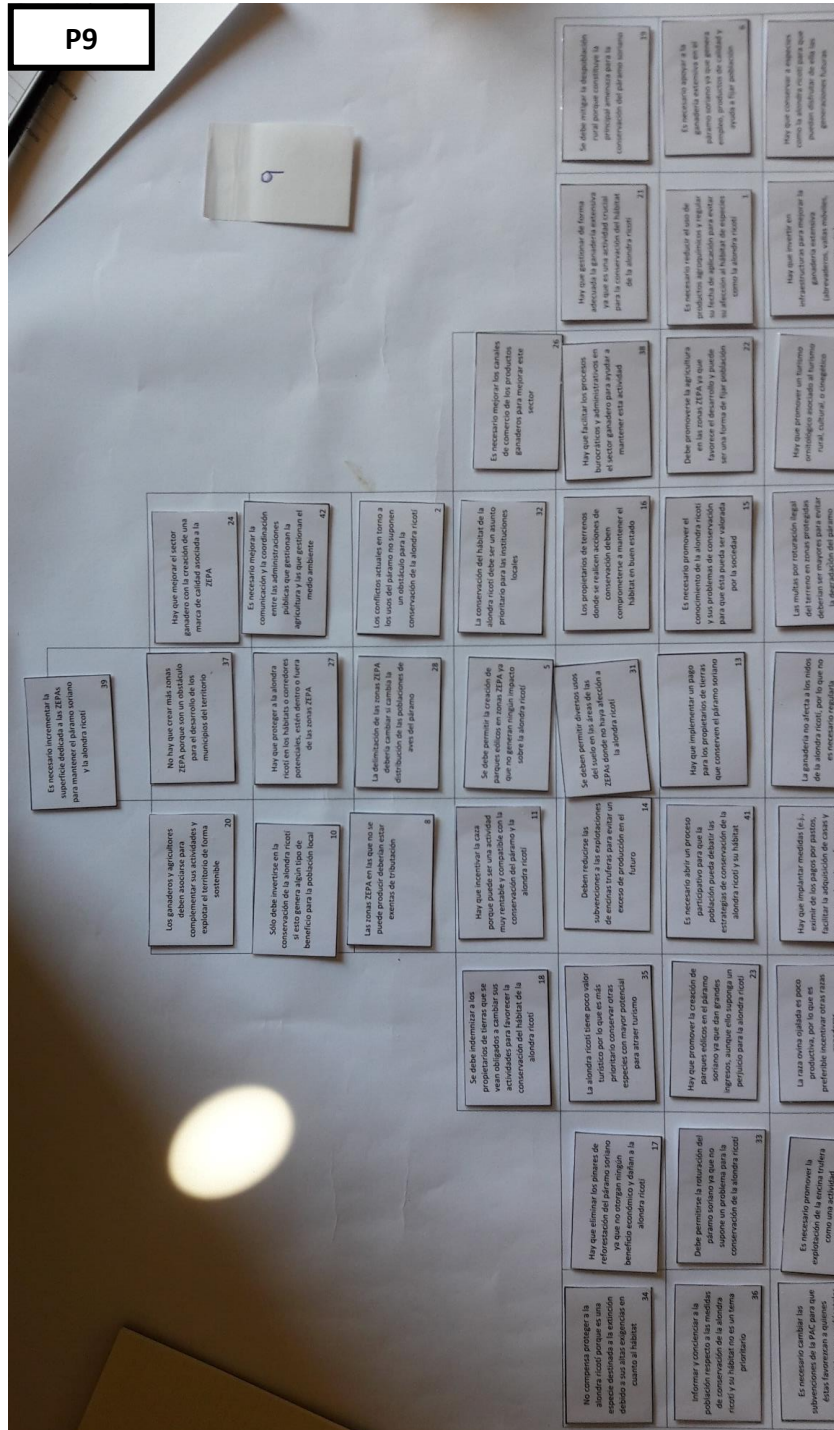 P9
9
Es necesario incrementar la
superficie dedicada a las ZEPAs
para mantener el páramo soriano
y la alondra ricotí
39
Los ganaderos y agricultores
deben asociarse para
complementar sus actividades y
explotar el territorio de forma
sostenible
20
No hay que crear más zonas
ZEPA porque son un obstáculo
para el desarrollo de los
municipios del territorio
37
Hay que mejorar el sector
ganadero con la creación de una
marca de calidad asociada a la
ZEPA
24
Sólo debe invertirse en la
conservación de la alondra ricotí
si esto genera algún tipo de
beneficio para la población local
10
Hay que proteger a la alondra
ricotí en los hábitats o corredores
potenciales, estén dentro o fuera
de las zonas ZEPA
27
Es necesario mejorar la
comunicación y la coordinación
entre las administraciones
públicas que gestionan la
agricultura y las que gestionan el
medio ambiente
42
Las zonas ZEPA en las que no se
puede producir deberían estar
exentas de tributación
8
La delimitación de las zonas ZEPA
debería cambiar si cambia la
distribución de las poblaciones de
aves del páramo
28
Los conflictos actuales en torno a
los usos del páramo no suponen
un obstáculo para la
conservación de la alondra ricotí
2
Se debe indemnizar a los
propietarios de tierras que se
vean obligados a cambiar sus
actividades para favorecer la
conservación del hábitat de la
alondra ricotí
18
Hay que incentivar la caza
porque puede ser una actividad
muy rentable y compatible con la
conservación del páramo y la
alondra ricotí
11
Se debe permitir la creación de
parques eólicos en zonas ZEPA ya
que no generan ningún impacto
sobre la alondra ricotí
5
La conservación del hábitat de la
alondra ricotí debe ser un asunto
prioritario para las instituciones
locales
32
Es necesario mejorar los canales
de comercio de los productos
ganaderos para mejorar este
sector
26
No compensa proteger a la
alondra ricotí porque es una
especie destinada a la extinción
debido a sus altas exigencias en
cuanto al hábitat
34
Hay que eliminar los pinares de
reforestación del páramo soriano
ya que no otorgan ningún
beneficio económico y dañan a la
alondra ricotí
17
La alondra ricotí tiene poco valor
turístico por lo que es más
prioritario conservar otras
especies con mayor potencial
para atraer turismo
35
Deben reducirse las
subvenciones a las explotaciones
de encinas truferas para evitar un
exceso de producción en el
futuro
14
Se deben permitir diversos usos
del suelo en las áreas de las
ZEPAs donde no haya afección a
la alondra ricotí
31
Los propietarios de terrenos
donde se realicen acciones de
conservación deben
comprometerse a mantener el
hábitat en buen estado
16
Hay que facilitar los procesos
burocráticos y administrativos en
el sector ganadero para ayudar a
mantener esta actividad
38
Hay que gestionar de forma
adecuada la ganadería extensiva
ya que es una actividad crucial
para la conservación del hábitat
de la alondra ricotí
21
Se debe mitigar la despoblación
rural porque constituye la
principal amenaza para la
conservación del páramo soriano
19
Informar y concienciar a la
población respecto a las medidas
de conservación de la alondra
ricotí y su hábitat no es un tema
prioritario
36
Debe permitirse la roturación del
páramo soriano ya que no
supone un problema para la
conservación de la alondra ricotí
33
Hay que promover la creación de
parques eólicos en el páramo
soriano ya que dan grandes
ingresos, aunque ello suponga un
perjuicio para la alondra ricotí
23
Es necesario abrir un proceso
participativo para que la
población pueda debatir las
estrategias de conservación de la
alondra ricotí y su hábitat
41
Hay que implementar un pago
para los propietarios de tierras
que conserven el páramo soriano
13
Es necesario promover el
conocimiento de la alondra ricotí
y sus problemas de conservación
para que ésta pueda ser valorada
por la sociedad
15
Debe promoverse la agricultura
en las zonas ZEPA ya que
favorece el desarrollo y puede
ser una forma de fijar población
22
Es necesario reducir el uso de
productos agroquímicos y regular
su fecha de aplicación para evitar
su afección al hábitat de especies
como la alondra ricotí
1
Es necesario apoyar a la
ganadería extensiva en el
páramo soriano ya que genera
empleo, productos de calidad y
ayuda a fijar población
6
Es necesario cambiar las
subvenciones de la PAC para que
éstas favorezcan a quienes
Es necesario promover la
explotación de la encina trufera
como una actividad
La raza ovina ojalada es poco
productiva, por lo que es
preferible incentivar otras razas
Hay que implantar medidas (e.j.,
eximir de los pagos por pastos,
facilitar la adquisición de casas y
La ganadería no afecta a los nidos
de la alondra ricotí, por lo que no
es necesario regularla
Las multas por roturación ilegal
del terreno en zonas protegidas
deberían ser mayores para evitar
la desaparición del páramo
Hay que promover un turismo
ornitológico asociado al turismo
rural, cultural, o cinegético
Hay que invertir en
infraestructuras para mejorar la
ganadería extensiva
(abrevaderos, vallas móviles,
Hay que conservar a especies
como la alondra ricotí para que
puedan disfrutar de ella las
generaciones futuras